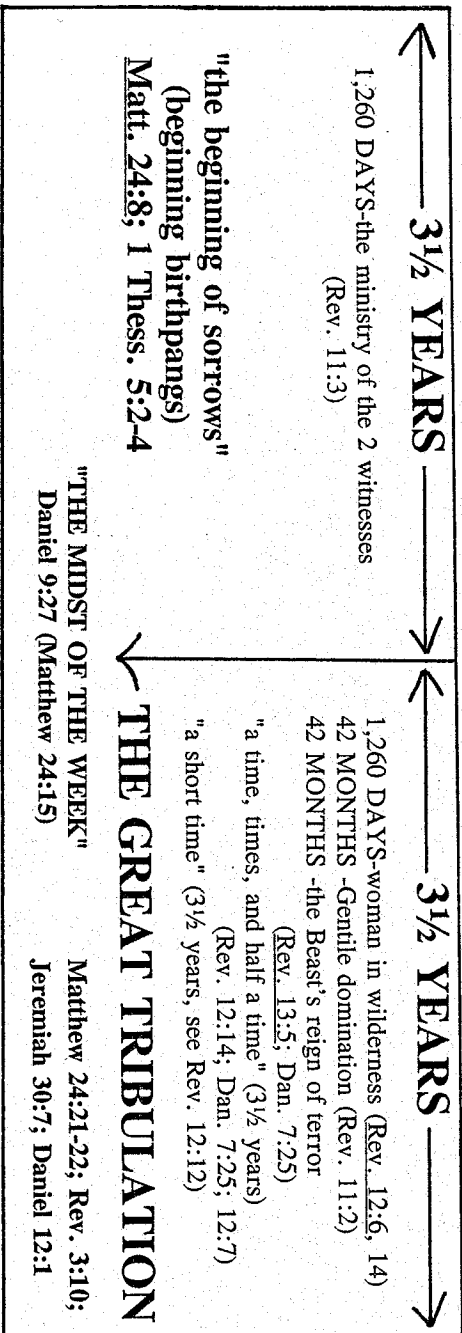 3½ YEARS
1,260 DAYS-the ministry of the 2 witnesses
(Rev. 11:3)
"the beginning of sorrows"
(beginning birthpangs)
Matt. 24:8; 1 Thess. 5:2-4
"THE MIDST OF THE WEEK"
Daniel 9:27 (Matthew 24:15)
3½ YEARS
1,260 DAYS-woman in wilderness (Rev. 12:6, 14)
42 MONTHS -Gentile domination (Rev. 11:2)
42 MONTHS -the Beast's reign of terror
(Rev. 13:5; Dan. 7:25)
"a time, times, and half a time" (3½ years)
(Rev. 12:14; Dan. 7:25; 12:7)
"a short time" (3½ years, see Rev. 12:12)
THE GREAT TRIBULATION
Matthew 24:21-22; Rev. 3:10;
Jeremiah 30:7; Daniel 12:1